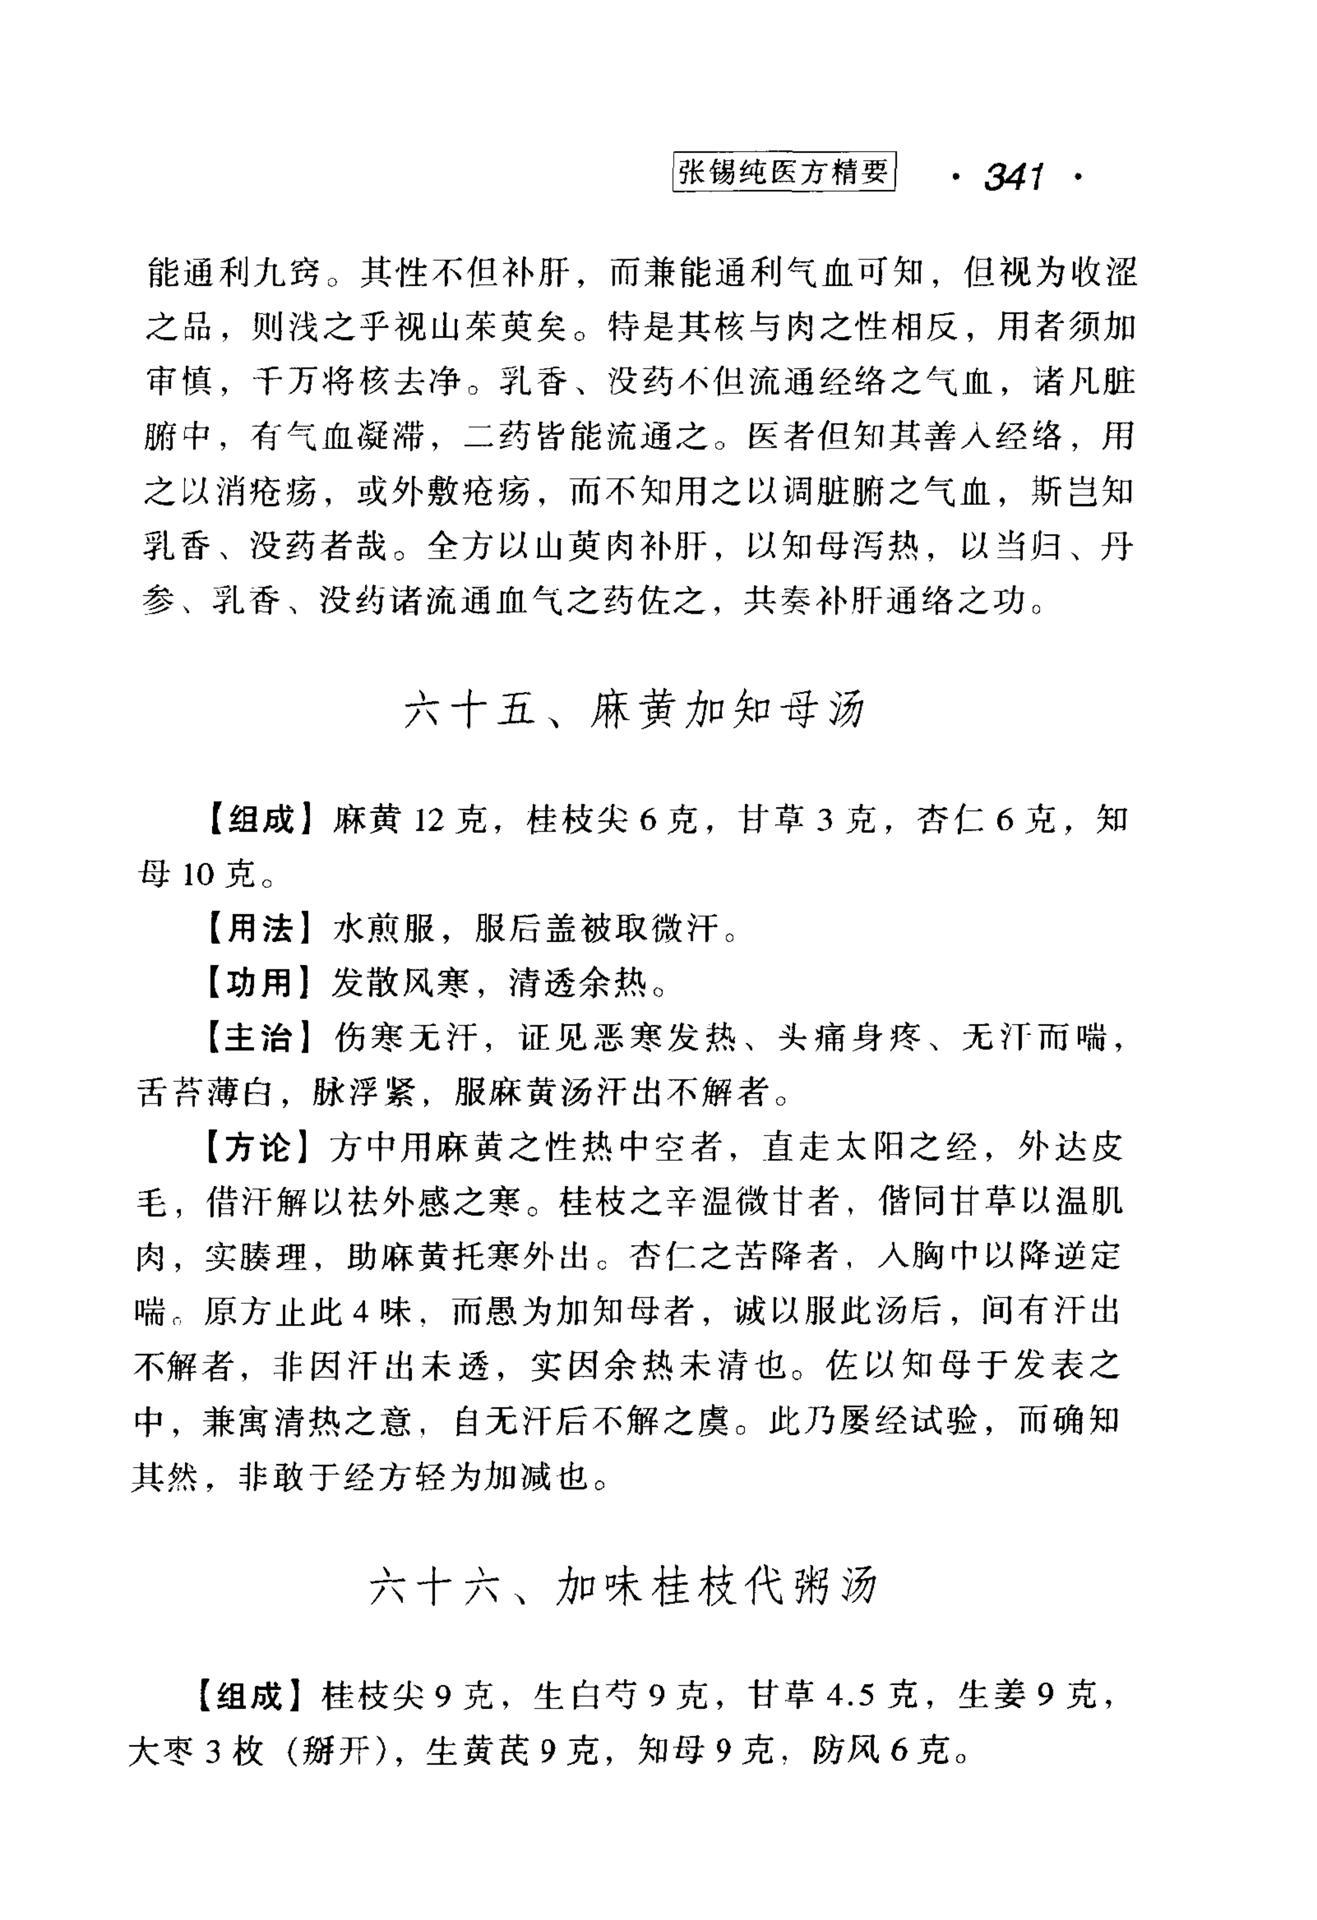 张锡纯医方精要 · 341 ·
能通利九窍。其性不但补肝，而兼能通利气血可知，但视为收涩
之品，则浅之乎视山茱萸矣。特是其核与肉之性相反，用者须加
审慎，千万将核去净。乳香、没药不但流通经络之气血，诸凡脏
腑中，有气血凝滞，二药皆能流通之。医者但知其善入经络，用
之以消疮疡，或外敷疮疡，而不知用之以调脏腑之气血，斯岂知
乳香、没药者哉。全方以山萸肉补肝，以知母泻热，以当归、丹
参、乳香、没药诸流通血气之药佐之，共奏补肝通络之功。
六十五、麻黄加知母汤
【组成】麻黄 12 克，桂枝尖 6 克，甘草 3 克，杏仁 6 克，知
母 10 克。
【用法】水煎服，服后盖被取微汗。
【功用】发散风寒，清透余热。
【主治】伤寒无汗，证见恶寒发热、头痛身疼、无汗而喘，
舌苔薄白，脉浮紧，服麻黄汤汗出不解者。
【方论】方中用麻黄之性热中空者，直走太阳之经，外达皮
毛，借汗解以祛外感之寒。桂枝之辛温微甘者，偕同甘草以温肌
肉，实腠理，助麻黄托寒外出。杏仁之苦降者，入胸中以降逆定
喘。原方止此 4 味，而愚为加知母者，诚以服此汤后，间有汗出
不解者，非因汗出未透，实因余热未清也。佐以知母于发表之
中，兼寓清热之意，自无汗后不解之虞。此乃屡经试验，而确知
其然，非敢于经方轻为加减也。
六十六、加味桂枝代粥汤
【组成】桂枝尖 9 克，生白芍 9 克，甘草 4.5 克，生姜 9 克，
大枣 3 枚（掰开），生黄芪 9 克，知母 9 克，防风 6 克。